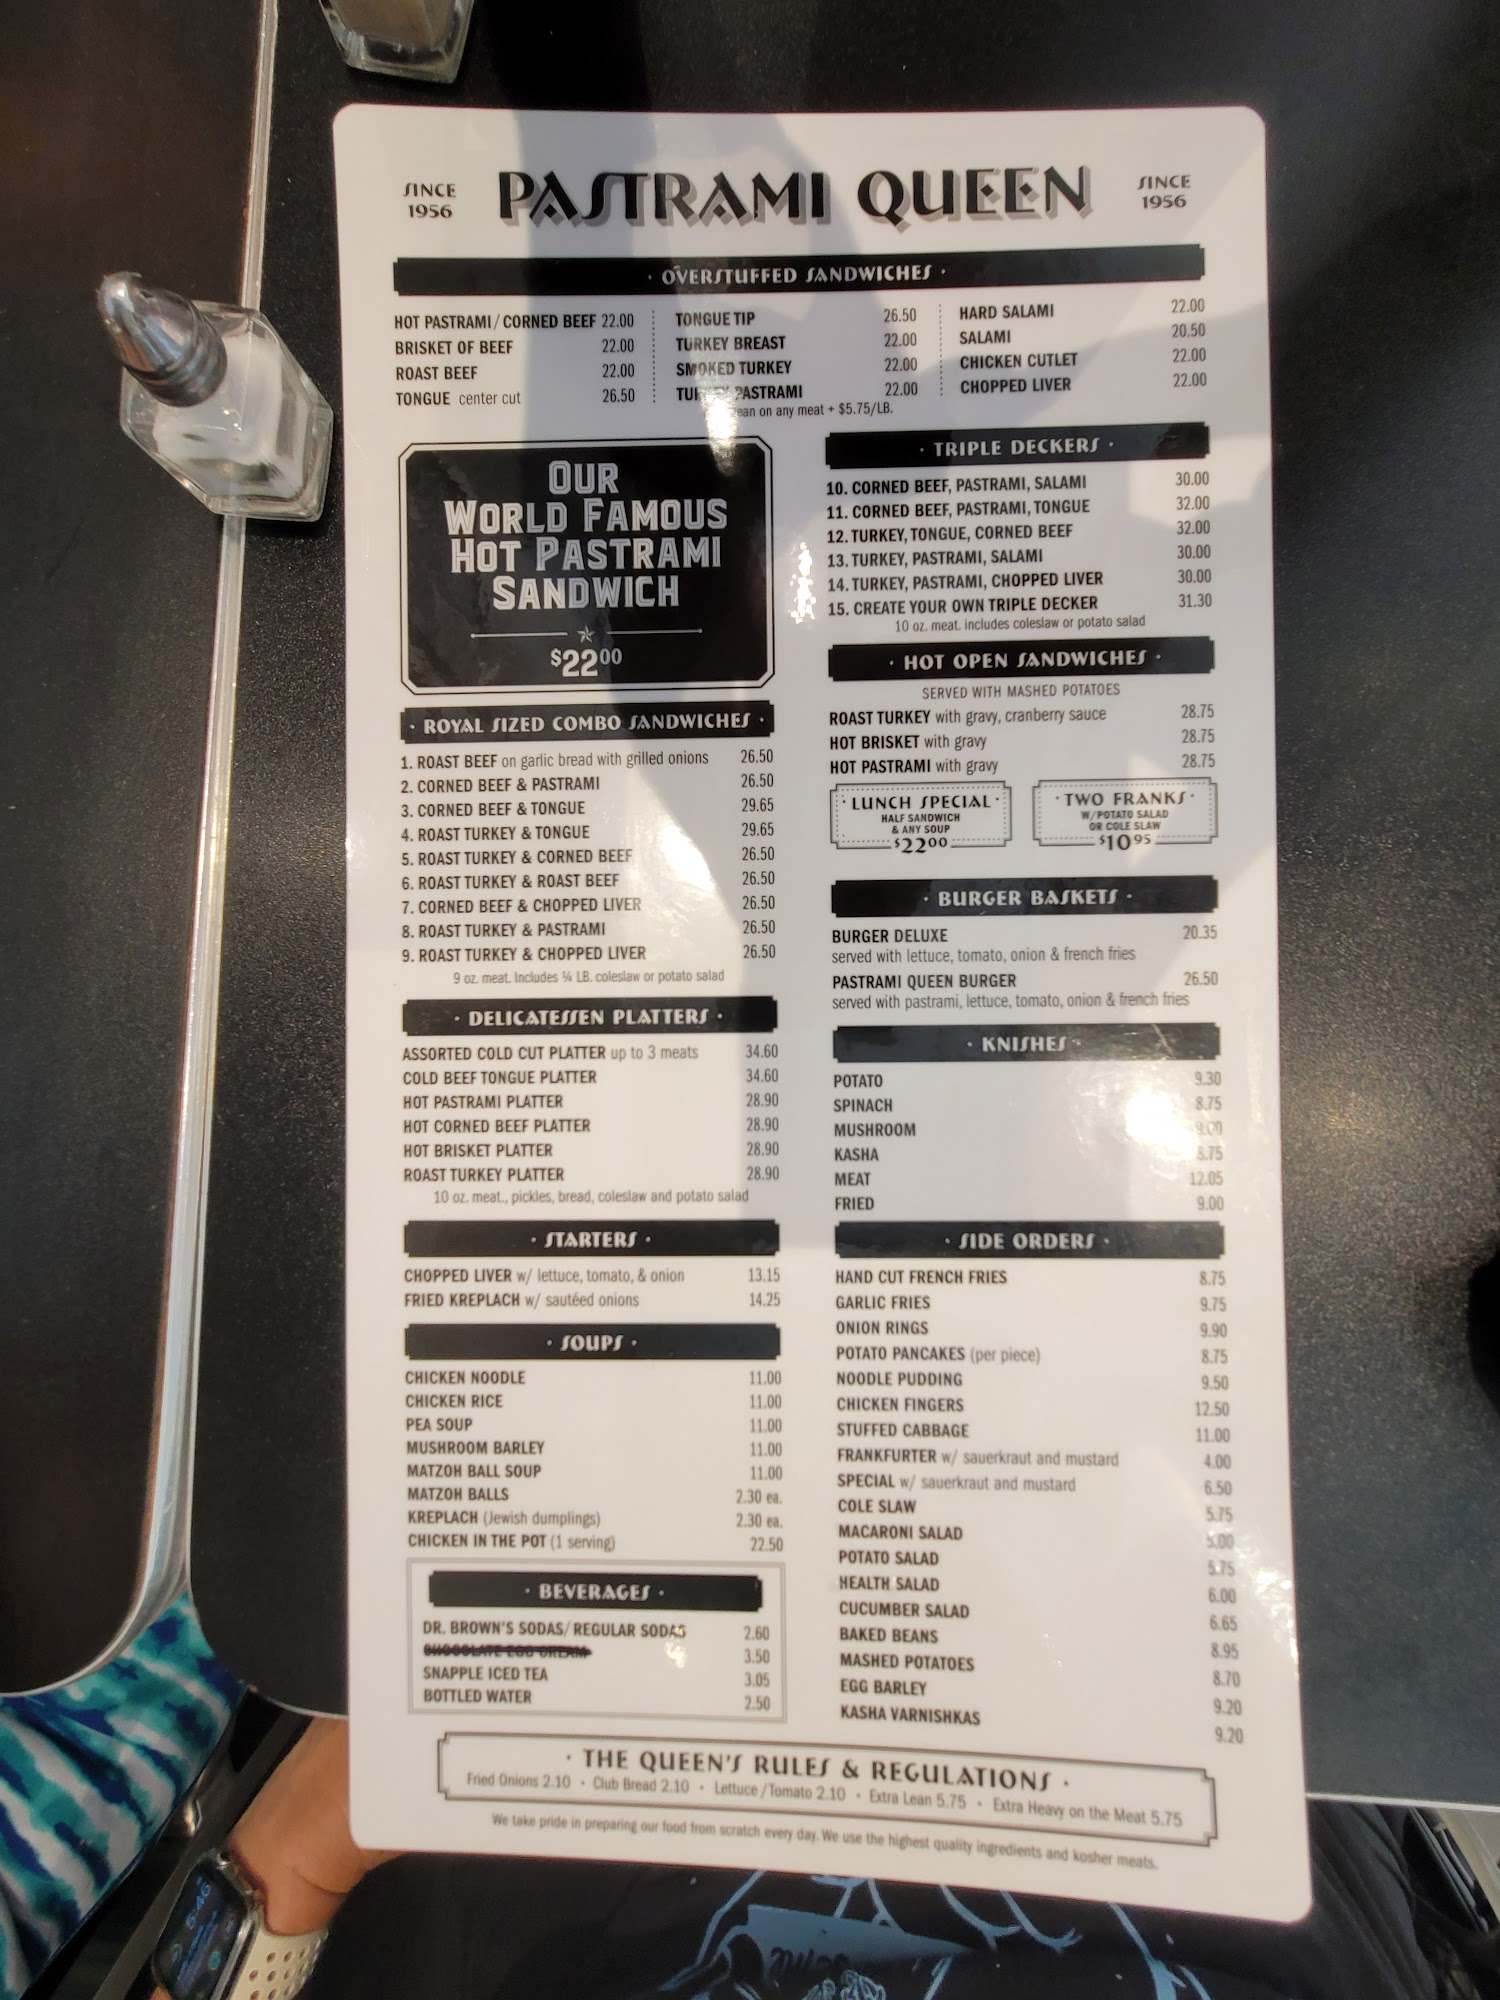 SINCE 1956
PASTRAMI QUEEN
SINCE 1956
· OVERSTUFFED SANDWICHES ·
HOT PASTRAMI/CORNED BEEF 22.00
BRISKET OF BEEF 22.00
ROAST BEEF 22.00
TONGUE center cut 26.50
TONGUE TIP 26.50
TURKEY BREAST 22.00
SMOKED TURKEY 22.00
TURKEY PASTRAMI 22.00
HARD SALAMI 22.00
SALAMI 20.50
CHICKEN CUTLET 22.00
CHOPPED LIVER 22.00
on any meat + $5.75/LB.
OUR
WORLD FAMOUS
HOT PASTRAMI
SANDWICH
$22.00
· ROYAL SIZED COMBO SANDWICHES ·
1. ROAST BEEF on garlic bread with grilled onions 26.50
2. CORNED BEEF & PASTRAMI 26.50
3. CORNED BEEF & TONGUE 29.65
4. ROAST TURKEY & TONGUE 29.65
5. ROAST TURKEY & CORNED BEEF 26.50
6. ROAST TURKEY & ROAST BEEF 26.50
7. CORNED BEEF & CHOPPED LIVER 26.50
8. ROAST TURKEY & PASTRAMI 26.50
9. ROAST TURKEY & CHOPPED LIVER 26.50
9 oz. meat. Includes ¼ LB. coleslaw or potato salad
· DELICATESSEN PLATTERS ·
ASSORTED COLD CUT PLATTER up to 3 meats 34.60
COLD BEEF TONGUE PLATTER 34.60
HOT PASTRAMI PLATTER 28.90
HOT CORNED BEEF PLATTER 28.90
HOT BRISKET PLATTER 28.90
ROAST TURKEY PLATTER 28.90
10 oz. meat., pickles, bread, coleslaw and potato salad
· STARTERS ·
CHOPPED LIVER w/ lettuce, tomato, & onion 13.15
FRIED KREPLACH w/ sautéed onions 14.25
· SOUPS ·
CHICKEN NOODLE 11.00
CHICKEN RICE 11.00
PEA SOUP 11.00
MUSHROOM BARLEY 11.00
MATZOH BALL SOUP 11.00
MATZOH BALLS 2.30 ea.
KREPLACH (Jewish dumplings) 2.30 ea.
CHICKEN IN THE POT (1 serving) 22.50
· BEVERAGES ·
DR. BROWN'S SODAS/REGULAR SODAS 2.60
CHOCOLATE EGG CREAM 3.50
SNAPPLE ICED TEA 3.05
BOTTLED WATER 2.50
· TRIPLE DECKERS ·
10. CORNED BEEF, PASTRAMI, SALAMI 30.00
11. CORNED BEEF, PASTRAMI, TONGUE 32.00
12. TURKEY, TONGUE, CORNED BEEF 32.00
13. TURKEY, PASTRAMI, SALAMI 30.00
14. TURKEY, PASTRAMI, CHOPPED LIVER 30.00
15. CREATE YOUR OWN TRIPLE DECKER 31.30
10 oz. meat. includes coleslaw or potato salad
· HOT OPEN SANDWICHES ·
SERVED WITH MASHED POTATOES
ROAST TURKEY with gravy, cranberry sauce 28.75
HOT BRISKET with gravy 28.75
HOT PASTRAMI with gravy 28.75
· LUNCH SPECIAL ·
HALF SANDWICH
& ANY SOUP
$22.00
· TWO FRANKS ·
W/POTATO SALAD
OR COLE SLAW
$10.95
· BURGER BASKETS ·
BURGER DELUXE 20.35
served with lettuce, tomato, onion & french fries
PASTRAMI QUEEN BURGER 26.50
served with pastrami, lettuce, tomato, onion & french fries
· KNISHES ·
POTATO 9.30
SPINACH 8.75
MUSHROOM 9.00
KASHA 8.75
MEAT 12.05
FRIED 9.00
· SIDE ORDERS ·
HAND CUT FRENCH FRIES 8.75
GARLIC FRIES 9.75
ONION RINGS 9.90
POTATO PANCAKES (per piece) 8.75
NOODLE PUDDING 9.50
CHICKEN FINGERS 12.50
STUFFED CABBAGE 11.00
FRANKFURTER w/ sauerkraut and mustard 4.00
SPECIAL w/ sauerkraut and mustard 6.50
COLE SLAW 5.75
MACARONI SALAD 5.00
POTATO SALAD 5.75
HEALTH SALAD 6.00
CUCUMBER SALAD 6.65
BAKED BEANS 8.95
MASHED POTATOES 8.70
EGG BARLEY 9.20
KASHA VARNISHKAS 9.20
· THE QUEEN'S RULES & REGULATIONS ·
Fried Onions 2.10 • Club Bread 2.10 • Lettuce/Tomato 2.10 • Extra Lean 5.75 • Extra Heavy on the Meat 5.75
We take pride in preparing our food from scratch every day. We use the highest quality ingredients and kosher meats.